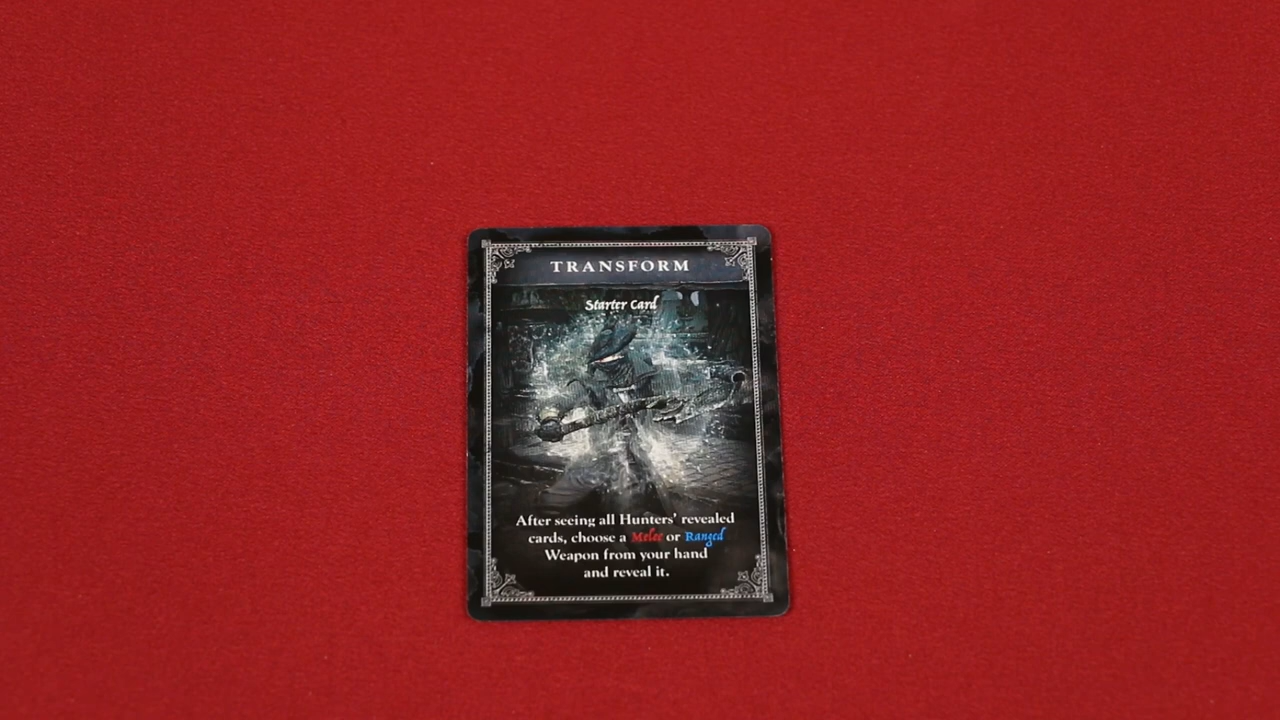 TRANSFORM
Starter Card
After seeing all Hunters' revealed
cards, choose a Melee or Ranged
Weapon from your hand
and reveal it.